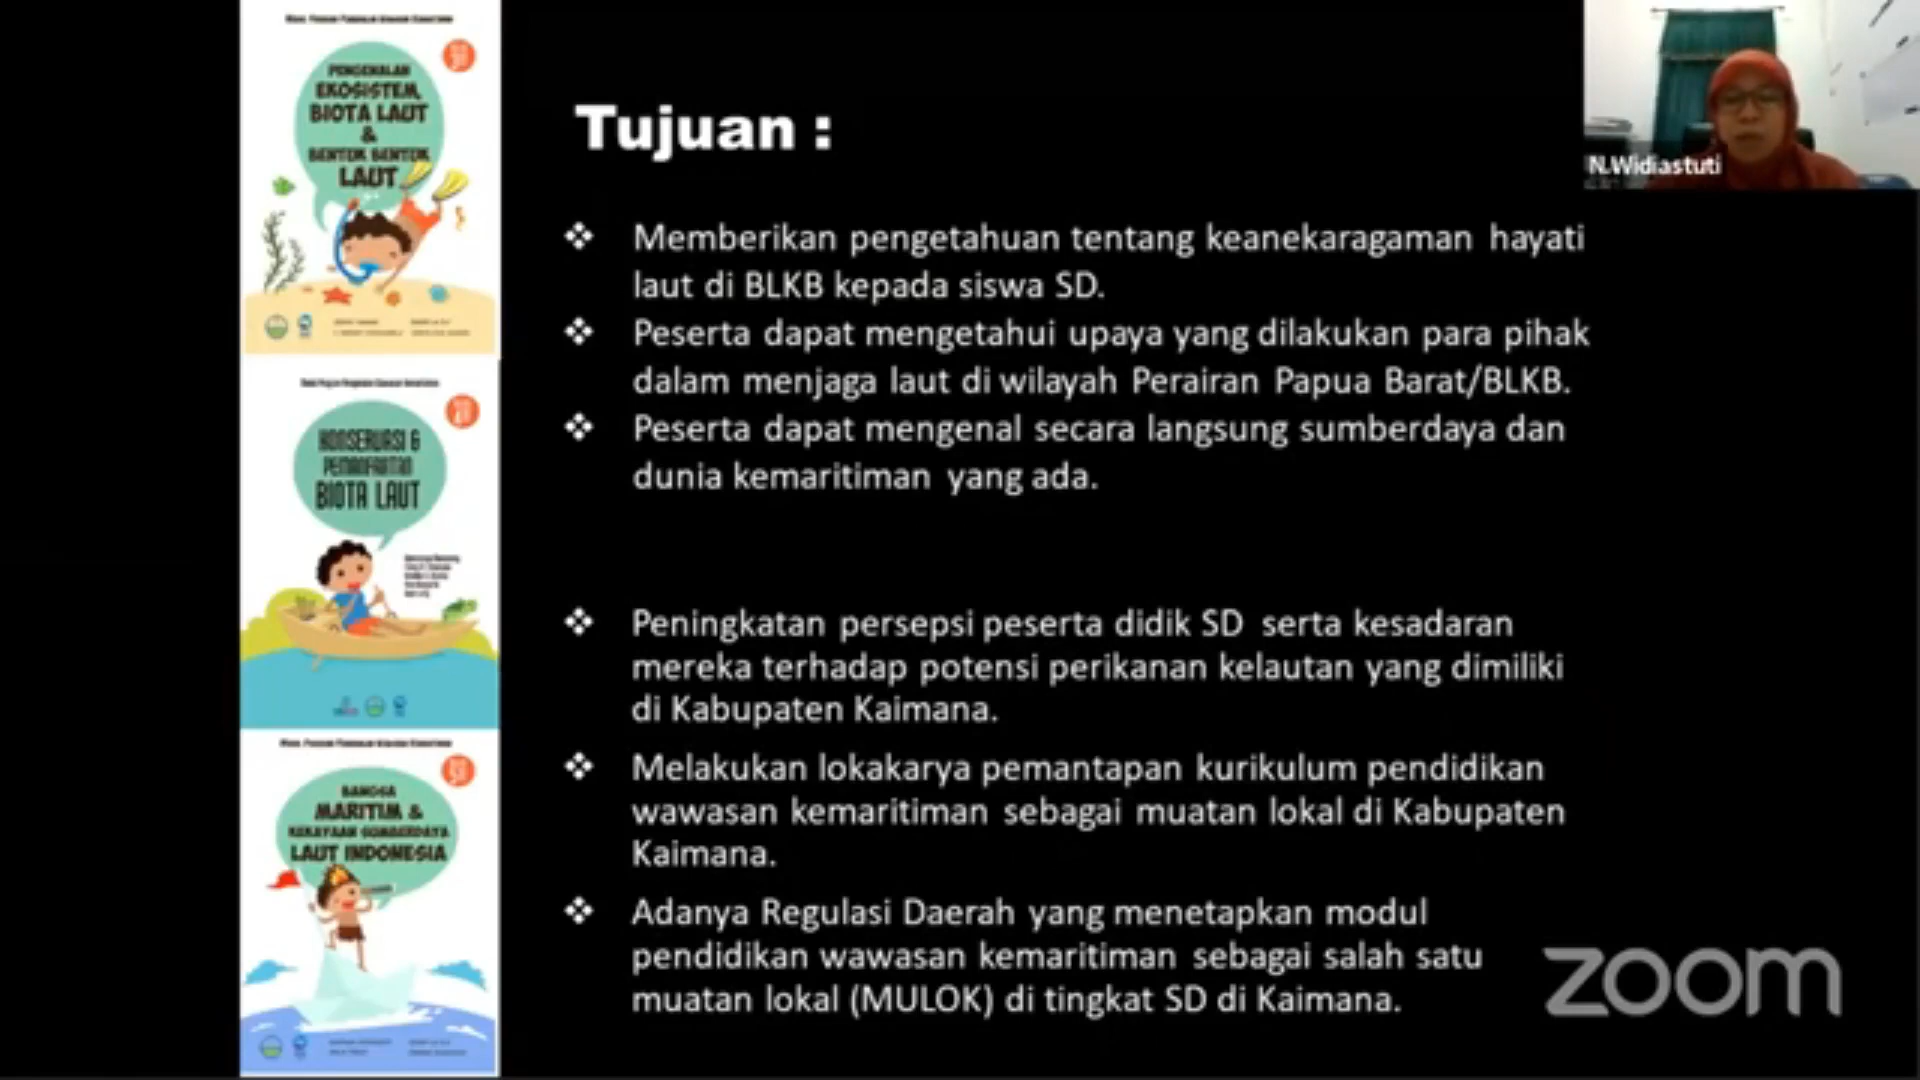 PENGENALAN
EKOSISTEM,
BIOTA LAUT
&
BENTUK BENTUK
LAUT
KONSERVASI &
PEMANFAATAN
BIOTA LAUT
BANGSA
MARITIM &
KEKAYAAN SUMBERDAYA
LAUT INDONESIA
Tujuan :
❖ Memberikan pengetahuan tentang keanekaragaman hayati
laut di BLKB kepada siswa SD.
❖ Peserta dapat mengetahui upaya yang dilakukan para pihak
dalam menjaga laut di wilayah Perairan Papua Barat/BLKB.
❖ Peserta dapat mengenal secara langsung sumberdaya dan
dunia kemaritiman yang ada.
❖ Peningkatan persepsi peserta didik SD serta kesadaran
mereka terhadap potensi perikanan kelautan yang dimiliki
di Kabupaten Kaimana.
❖ Melakukan lokakarya pemantapan kurikulum pendidikan
wawasan kemaritiman sebagai muatan lokal di Kabupaten
Kaimana.
❖ Adanya Regulasi Daerah yang menetapkan modul
pendidikan wawasan kemaritiman sebagai salah satu
muatan lokal (MULOK) di tingkat SD di Kaimana.
N.Widiastuti
zoom